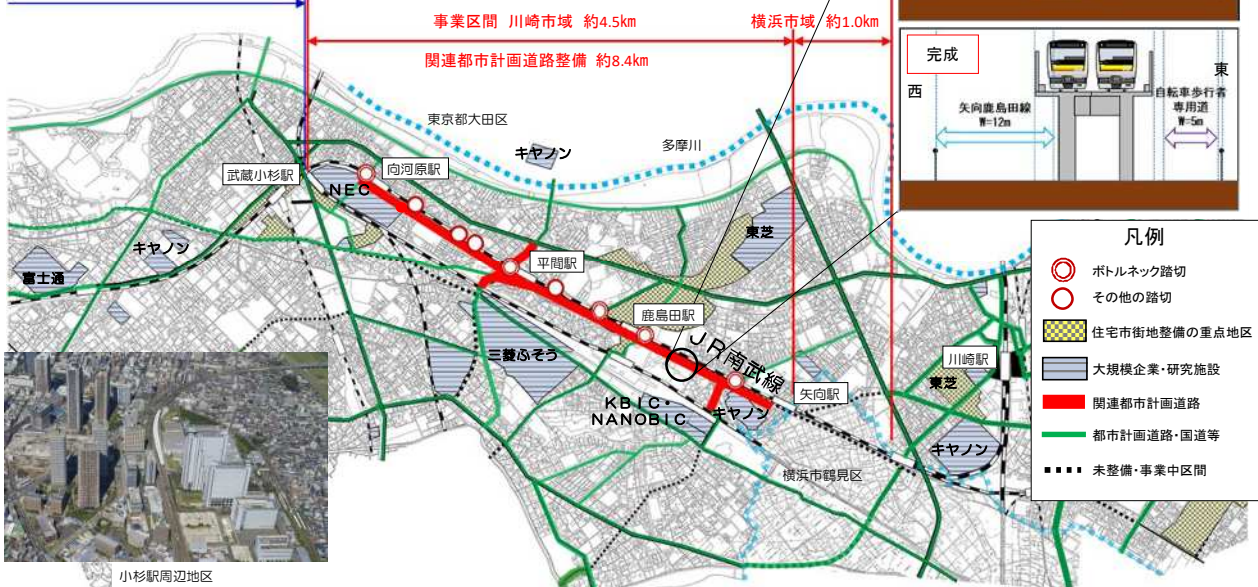 事業区間 川崎市域 約4.5km
横浜市域 約1.0km
関連都市計画道路整備 約8.4km
完成
西
東
矢向鹿島田線
W=12m
自転車歩行者
専用道
W=5m
東京都大田区
キヤノン
多摩川
武蔵小杉駅
向河原駅
NEC
東芝
キヤノン
富士通
平間駅
鹿島田駅
JR南武線
三菱ふそう
川崎駅
東芝
矢向駅
KBIC・
NANOBIC
キヤノン
キヤノン
横浜市鶴見区
凡例
ボトルネック踏切
その他の踏切
住宅市街地整備の重点地区
大規模企業・研究施設
関連都市計画道路
都市計画道路・国道等
未整備・事業中区間
小杉駅周辺地区